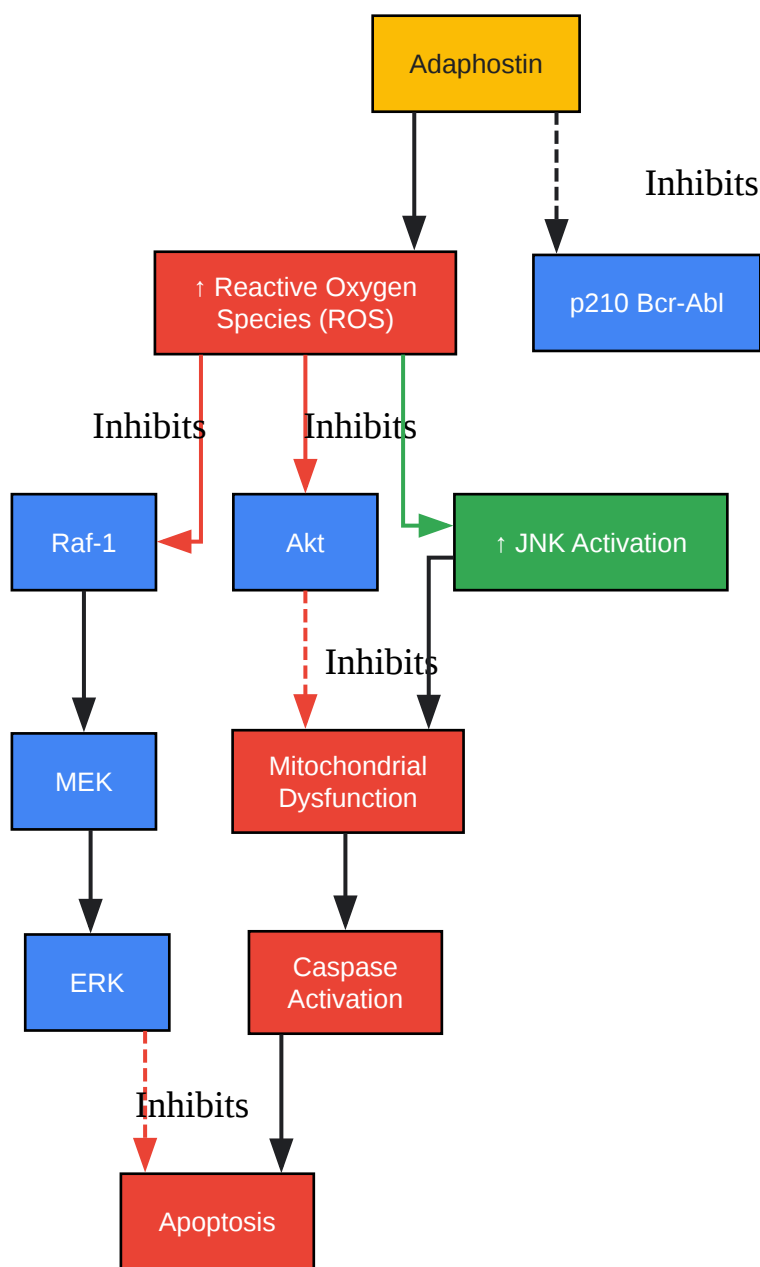 Adaphostin
Inhibits
↑ Reactive Oxygen
Species (ROS)
p210 Bcr-Abl
Inhibits
Inhibits
Raf-1
Akt
↑ JNK Activation
Inhibits
MEK
Mitochondrial
Dysfunction
ERK
Caspase
Activation
Inhibits
Apoptosis